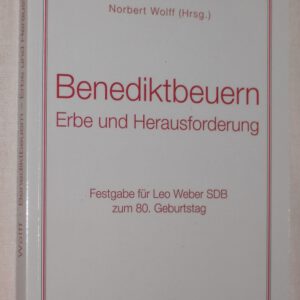 Norbert Wolff (Hrsg.)
Benediktbeuern
Erbe und Herausforderung
Festgabe für Leo Weber SDB
zum 80. Geburtstag
Wolff · Benediktbeuern – Erbe und Heraus